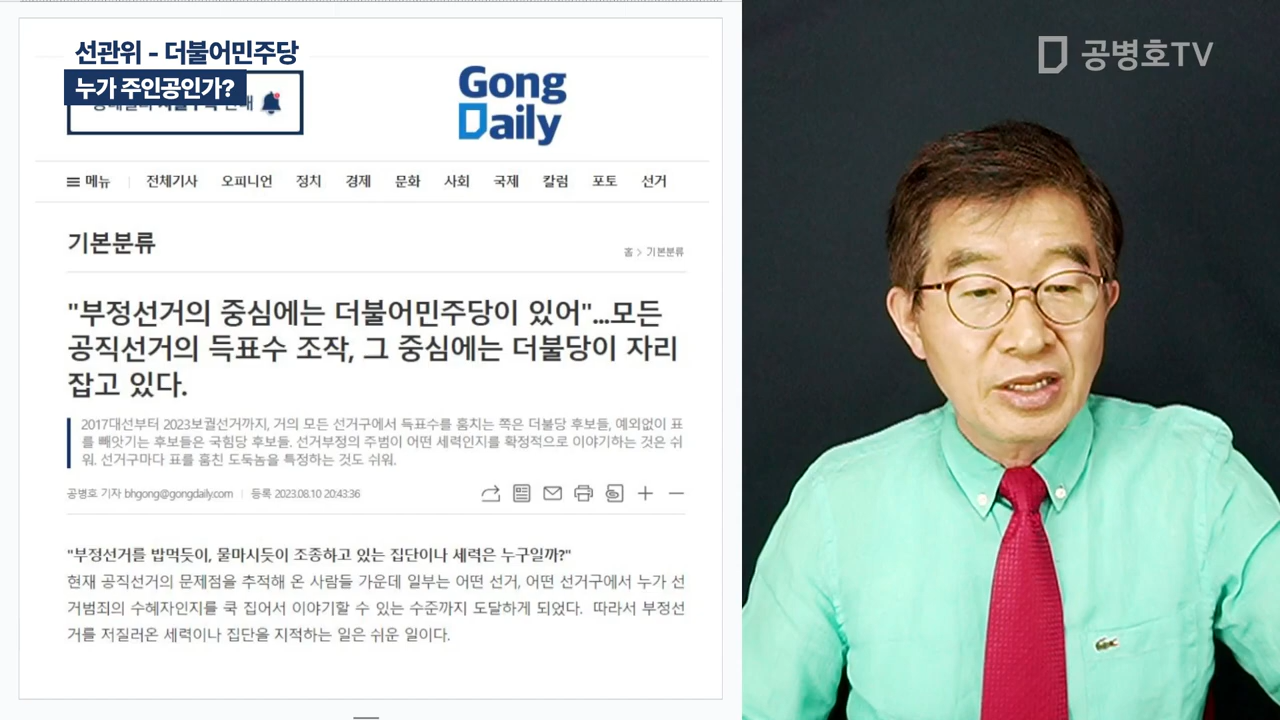 선관위 - 더불어민주당
누가 주인공인가?
Gong
Daily
공병호TV
메뉴
전체기사 오피니언 정치 경제 문화 사회 국제 칼럼 포토 선거
기본분류
홈 > 기본분류
"부정선거의 중심에는 더불어민주당이 있어"...모든
공직선거의 득표수 조작, 그 중심에는 더불당이 자리
잡고 있다.
2017대선부터 2023보궐선거까지, 거의 모든 선거구에서 득표수를 훔치는 쪽은 더불당 후보들, 예외없이 표
를 빼앗기는 후보들은 국힘당 후보들. 선거부정의 주범이 어떤 세력인지를 확정적으로 이야기하는 것은 쉬
워. 선거구마다 표를 훔친 도둑놈을 특정하는 것도 쉬워.
공병호 기자 bhgong@gongdaily.com 등록 2023.08.10 20:43:36
"부정선거를 밥먹듯이, 물마시듯이 조종하고 있는 집단이나 세력은 누구일까?"
현재 공직선거의 문제점을 추적해 온 사람들 가운데 일부는 어떤 선거, 어떤 선거구에서 누가 선
거범죄의 수혜자인지를 쿡 집어서 이야기할 수 있는 수준까지 도달하게 되었다. 따라서 부정선
거를 저질러온 세력이나 집단을 지적하는 일은 쉬운 일이다.